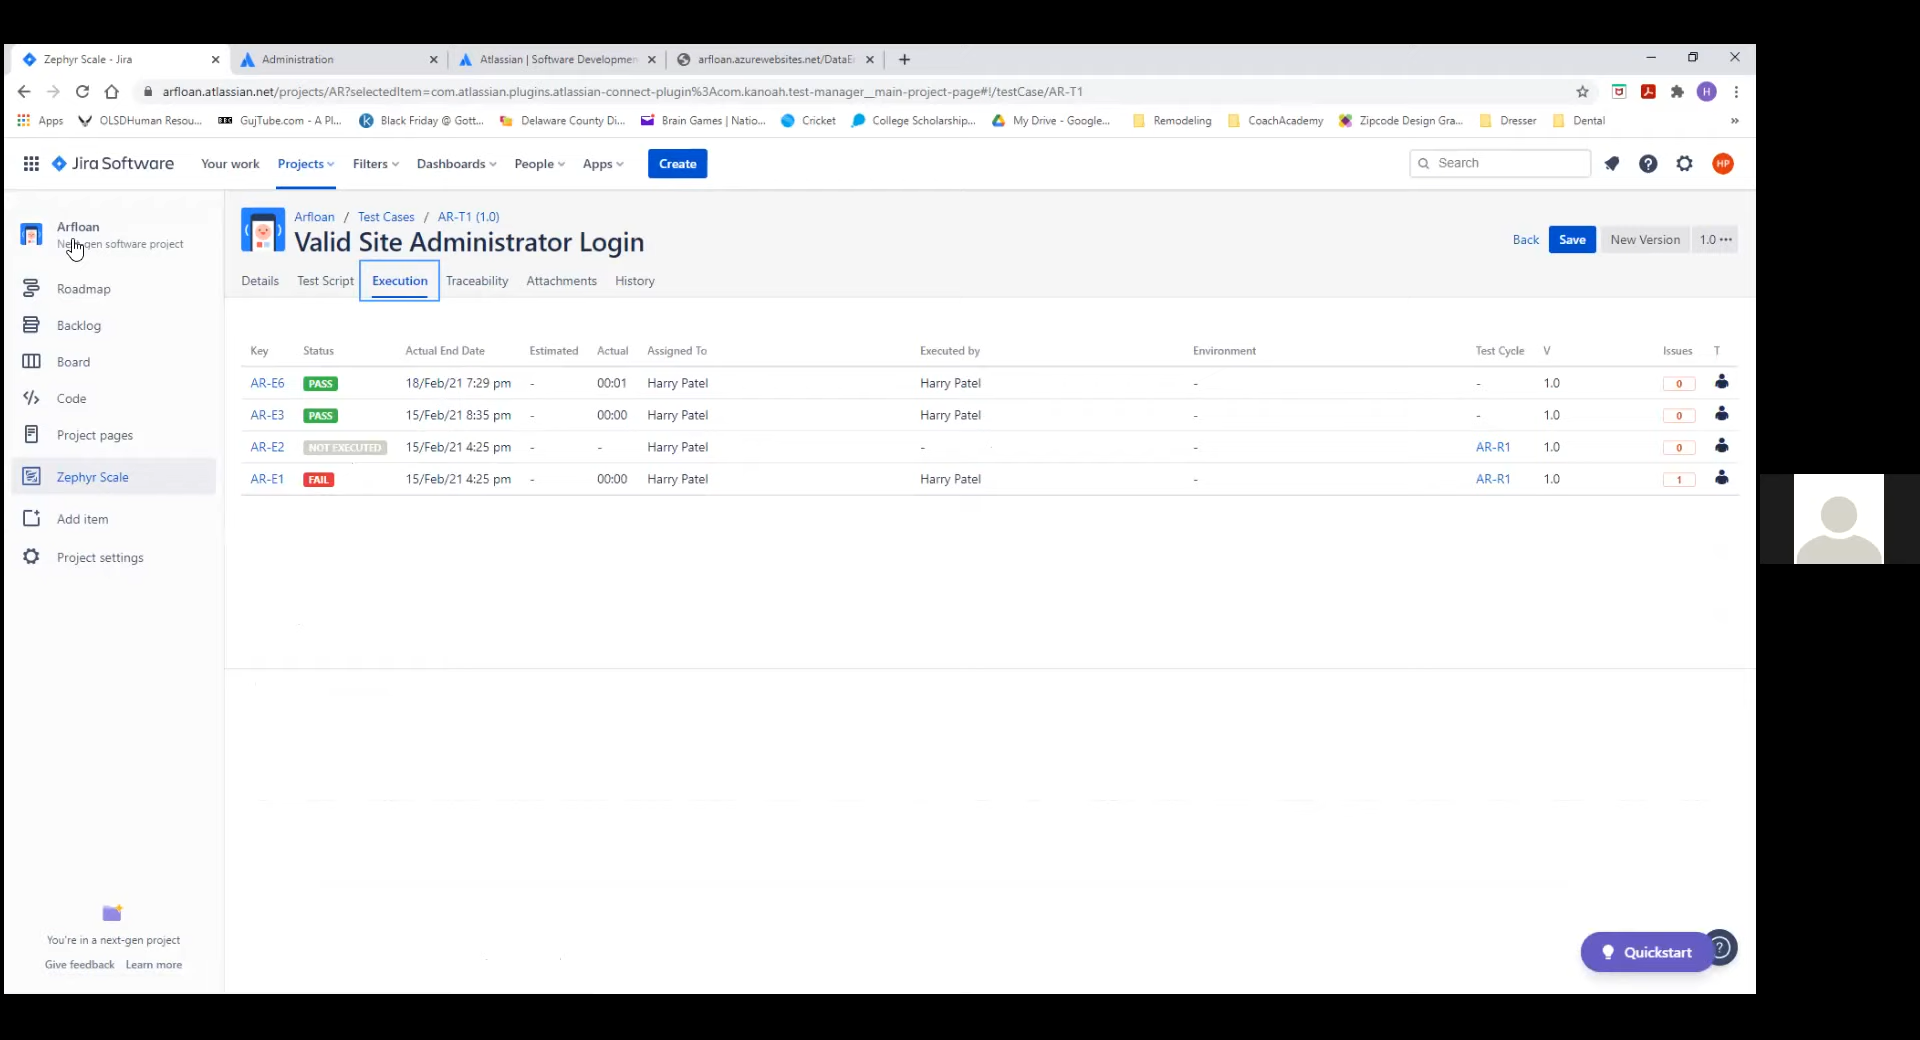 Zephyr Scale - Jira
Administration
Atlassian | Software Developmen
arfloan.azurewebsites.net/DataE
arfloan.atlassian.net/projects/AR?selectedItem=com.atlassian.plugins.atlassian-connect-plugin%3Acom.kanoah.test-manager__main-project-page#!/testCase/AR-T1
H
Apps OLSDHuman Resou... GujTube.com - A Pl... Black Friday @ Gott... Delaware County Di... Brain Games | Natio... Cricket College Scholarship... My Drive - Google... Remodeling CoachAcademy Zipcode Design Gra... Dresser Dental »
Jira Software Your work Projects Filters Dashboards People Apps Create Search HP
Arfloan
Next-gen software project
Roadmap
Backlog
Board
Code
Project pages
Zephyr Scale
Add item
Project settings
You're in a next-gen project
Give feedback Learn more
Arfloan / Test Cases / AR-T1 (1.0)
Valid Site Administrator Login
Back Save New Version 1.0 ···
Details Test Script Execution Traceability Attachments History
Key Status Actual End Date Estimated Actual Assigned To Executed by Environment Test Cycle V Issues T
AR-E6 PASS 18/Feb/21 7:29 pm - 00:01 Harry Patel Harry Patel - - 1.0 0
AR-E3 PASS 15/Feb/21 8:35 pm - 00:00 Harry Patel Harry Patel - - 1.0 0
AR-E2 NOT EXECUTED 15/Feb/21 4:25 pm - - Harry Patel - - AR-R1 1.0 0
AR-E1 FAIL 15/Feb/21 4:25 pm - 00:00 Harry Patel Harry Patel - AR-R1 1.0 1
Quickstart ?